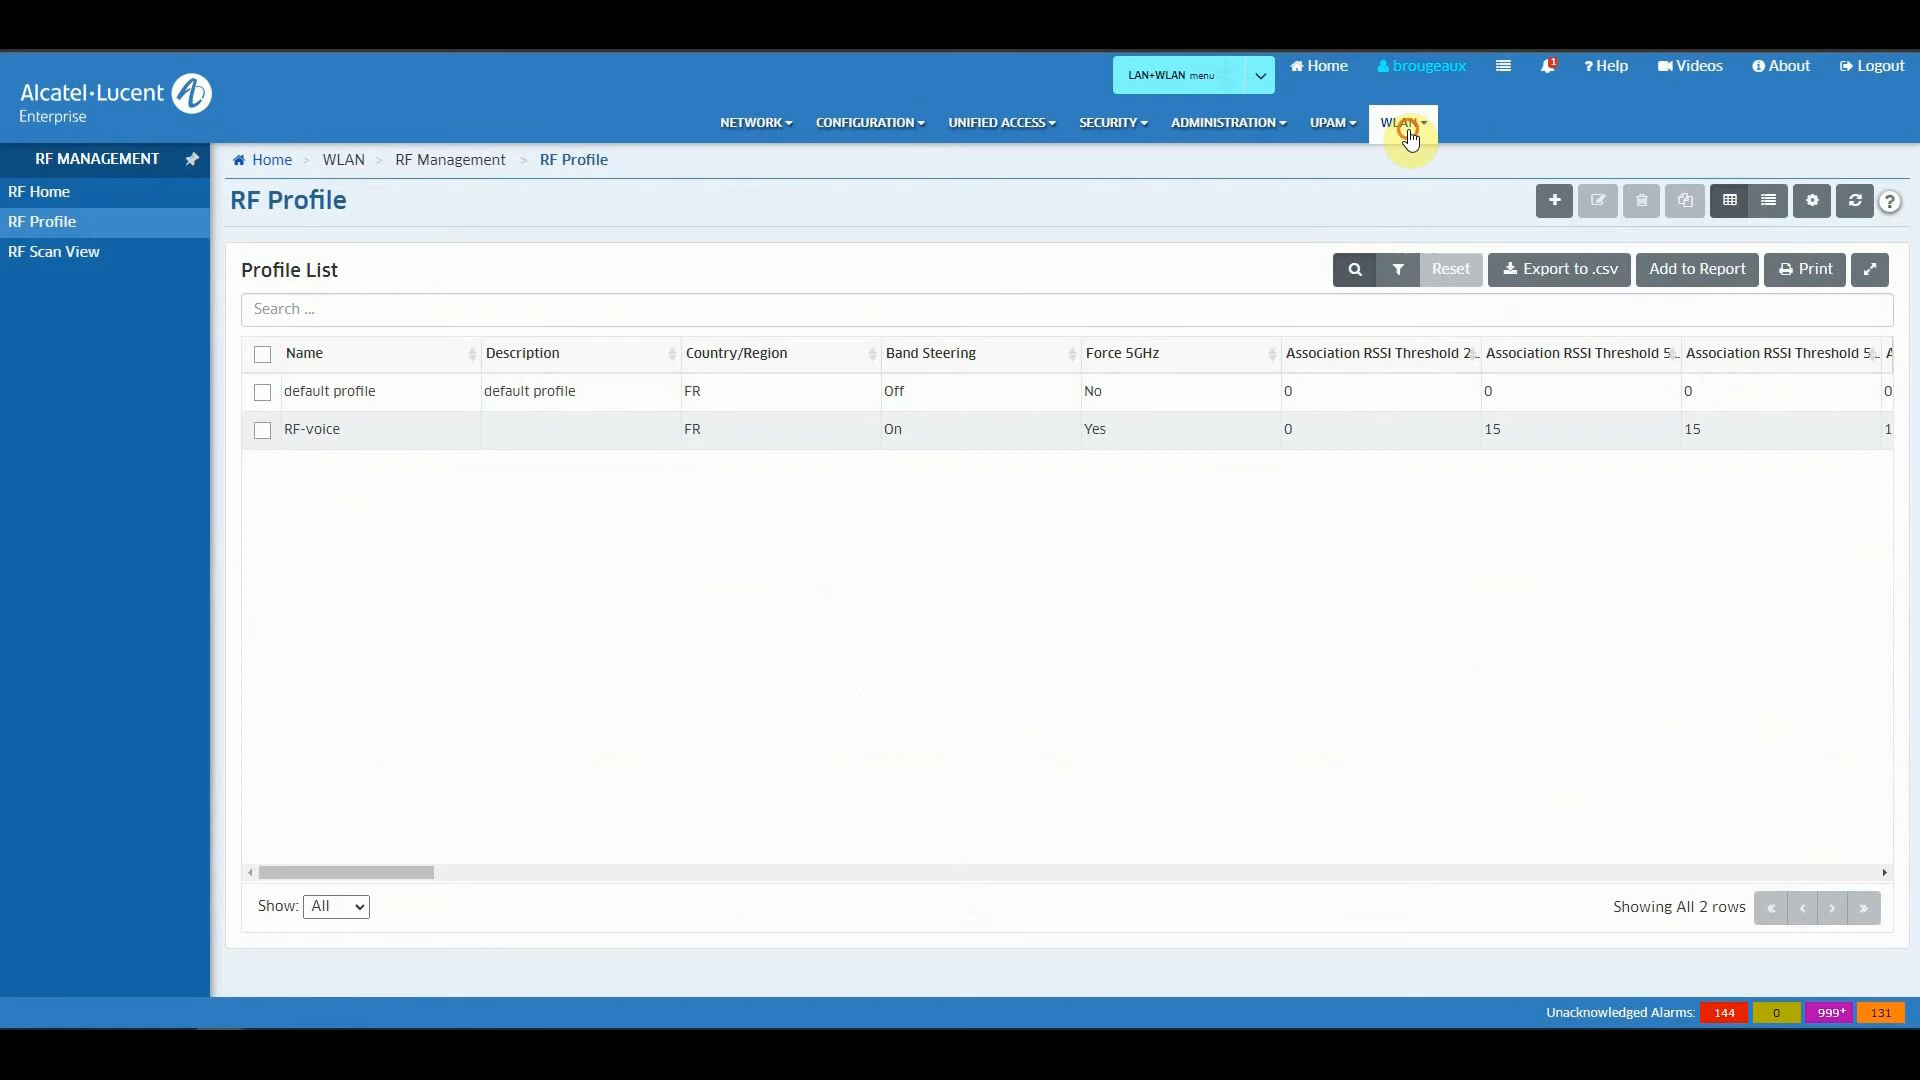 LAN+WLAN menu
Home
brougeaux
1
? Help
Videos
About
Logout
Alcatel·Lucent
Enterprise
NETWORK
CONFIGURATION
UNIFIED ACCESS
SECURITY
ADMINISTRATION
UPAM
WLAN
RF MANAGEMENT
RF Home
RF Profile
RF Scan View
Home > WLAN > RF Management > RF Profile
RF Profile
?
Profile List
Reset
Export to .csv
Add to Report
Print
Search ...
Name Description Country/Region Band Steering Force 5GHz Association RSSI Threshold 2... Association RSSI Threshold 5... Association RSSI Threshold 5... A
default profile default profile FR Off No 0 0 0 0
RF-voice FR On Yes 0 15 15 1
Show: All
Showing All 2 rows
« ‹ › »
Unacknowledged Alarms: 144 0 999+ 131